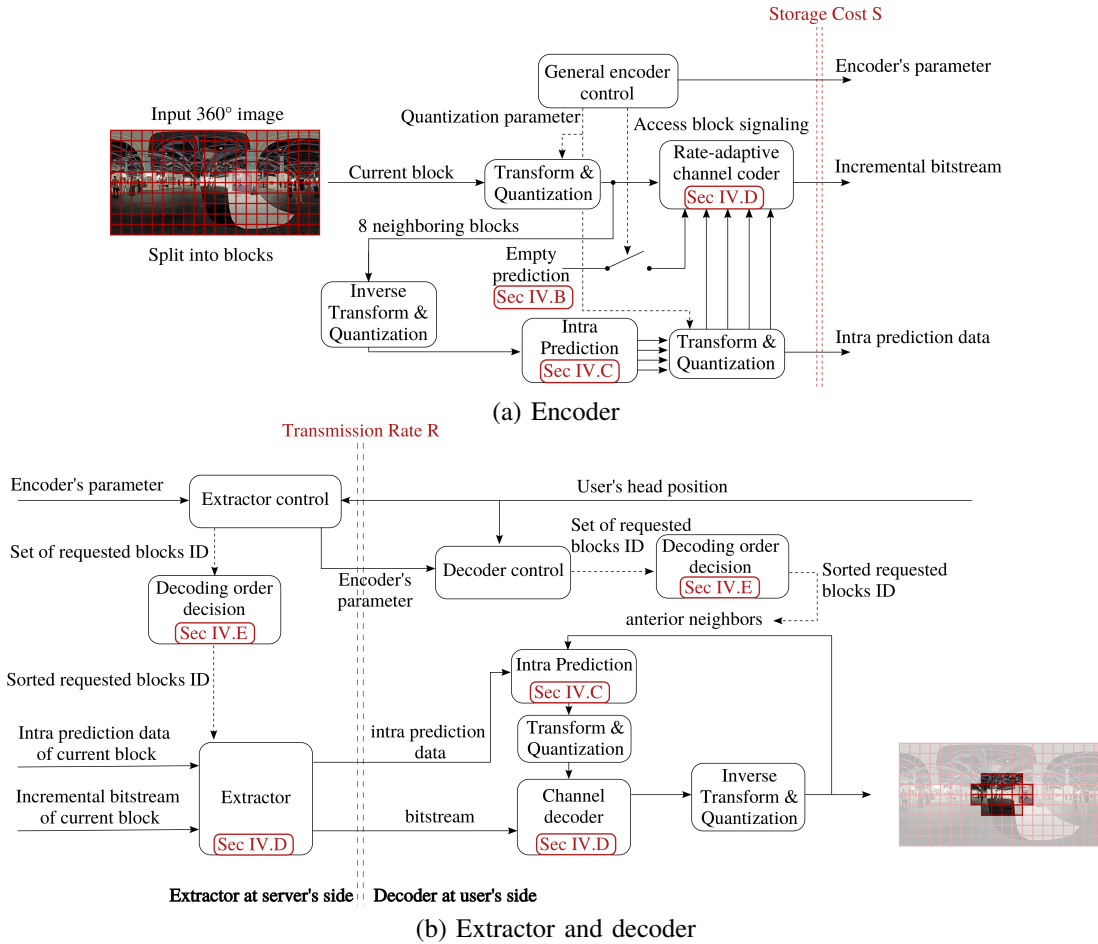 Storage Cost S
General encoder
control
Encoder's parameter
Input 360° image
Quantization parameter
Access block signaling
Current block
Transform &
Quantization
Rate-adaptive
channel coder
Sec IV.D
Incremental bitstream
8 neighboring blocks
Split into blocks
Empty
prediction
Sec IV.B
Inverse
Transform &
Quantization
Intra
Prediction
Sec IV.C
Transform &
Quantization
Intra prediction data
(a) Encoder
Transmission Rate R
Encoder's parameter
Extractor control
User's head position
Set of requested blocks ID
Encoder's
parameter
Decoder control
Set of requested
blocks ID
Decoding order
decision
Sec IV.E
Sorted requested
blocks ID
Decoding order
decision
Sec IV.E
anterior neighbors
Sorted requested blocks ID
Intra Prediction
Sec IV.C
Intra prediction data
of current block
intra prediction
data
Transform &
Quantization
Incremental bitstream
of current block
Extractor
Sec IV.D
bitstream
Channel
decoder
Sec IV.D
Inverse
Transform &
Quantization
Extractor at server's side
Decoder at user's side
(b) Extractor and decoder